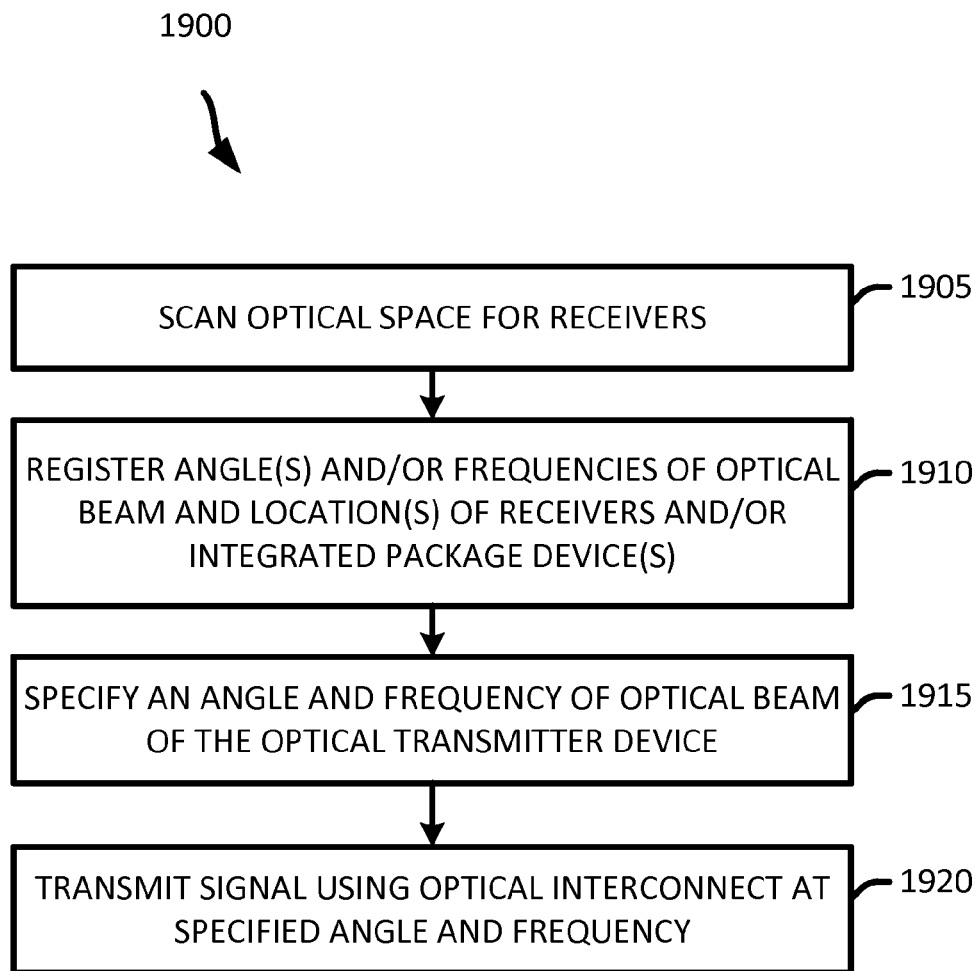 1900
SCAN OPTICAL SPACE FOR RECEIVERS
1905
REGISTER ANGLE(S) AND/OR FREQUENCIES OF OPTICAL
BEAM AND LOCATION(S) OF RECEIVERS AND/OR
INTEGRATED PACKAGE DEVICE(S)
1910
SPECIFY AN ANGLE AND FREQUENCY OF OPTICAL BEAM
OF THE OPTICAL TRANSMITTER DEVICE
1915
TRANSMIT SIGNAL USING OPTICAL INTERCONNECT AT
SPECIFIED ANGLE AND FREQUENCY
1920